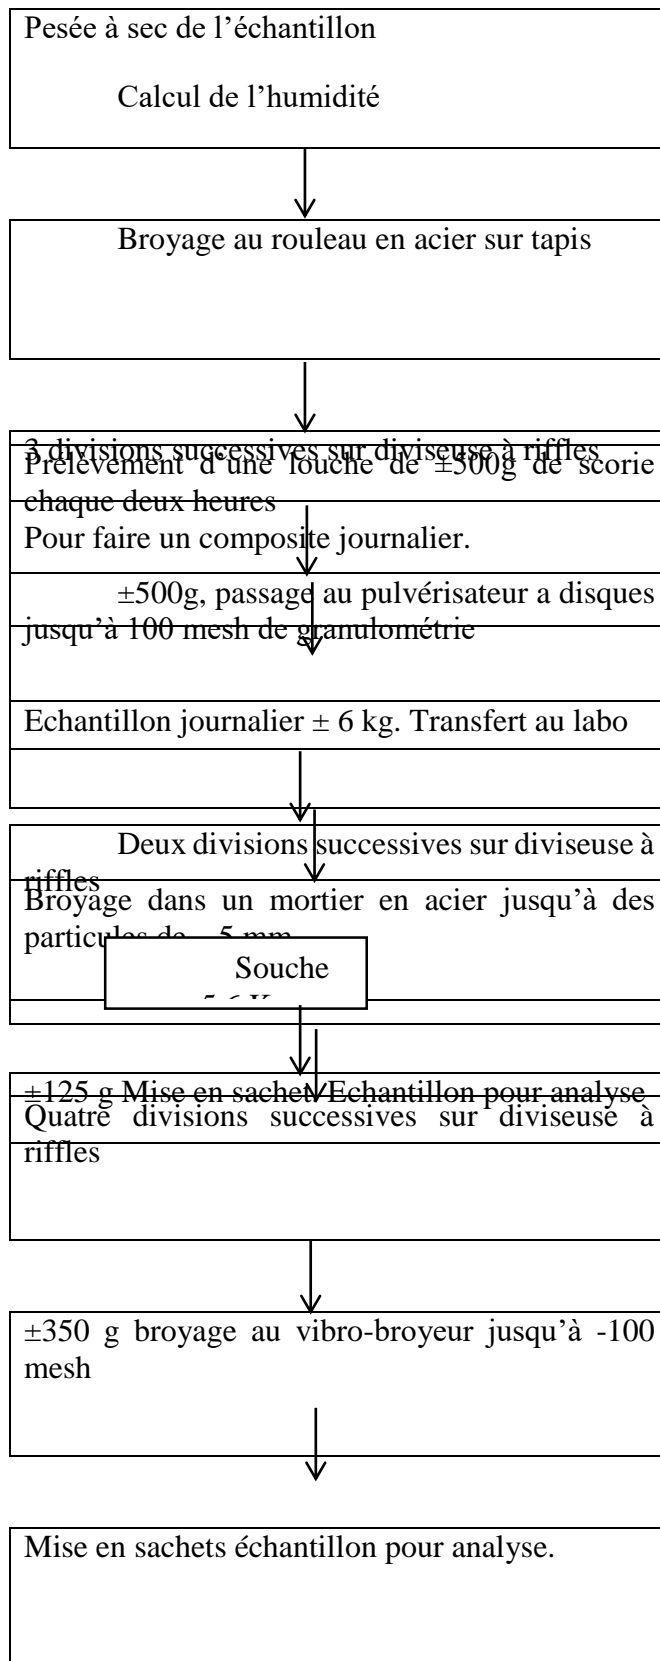 Pesée à sec de l’échantillon
Calcul de l’humidité
Broyage au rouleau en acier sur tapis
3 divisions successives sur diviseuse à riffles
Prélèvement d’une louche de ±500g de scorie
chaque deux heures
Pour faire un composite journalier.
±500g, passage au pulvérisateur a disques
jusqu’à 100 mesh de granulométrie
Echantillon journalier ± 6 kg. Transfert au labo
Deux divisions successives sur diviseuse à
riffles
Broyage dans un mortier en acier jusqu’à des
particules de 5 mm
Souche
±125 g Mise en sachet. Echantillon pour analyse
Quatre divisions successives sur diviseuse à
riffles
±350 g broyage au vibro-broyeur jusqu’à -100
mesh
Mise en sachets échantillon pour analyse.